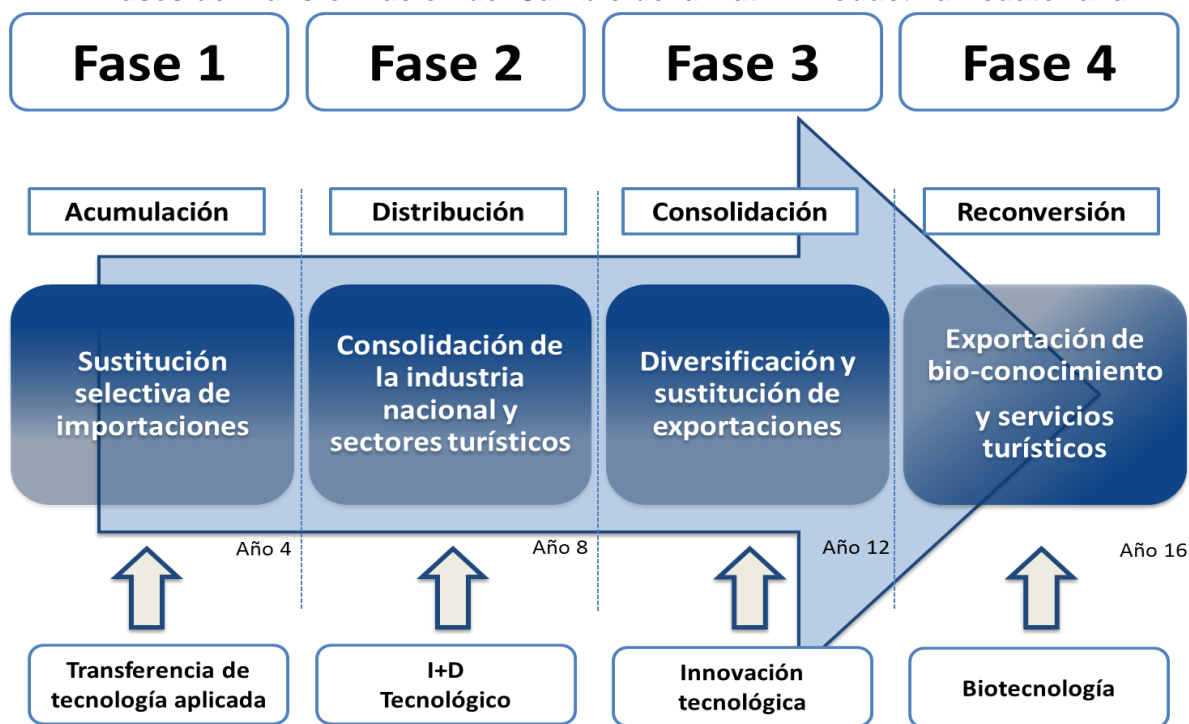 Fase 1
Fase 2
Fase 3
Fase 4
Acumulación
Distribución
Consolidación
Reconversión
Sustitución
selectiva de
importaciones
Consolidación de
la industria
nacional y
sectores turísticos
Diversificación y
sustitución de
exportaciones
Exportación de
bio-conocimiento
y servicios
turísticos
Año 4
Año 8
Año 12
Año 16
Transferencia de
tecnología aplicada
I+D
Tecnológico
Innovación
tecnológica
Biotecnología